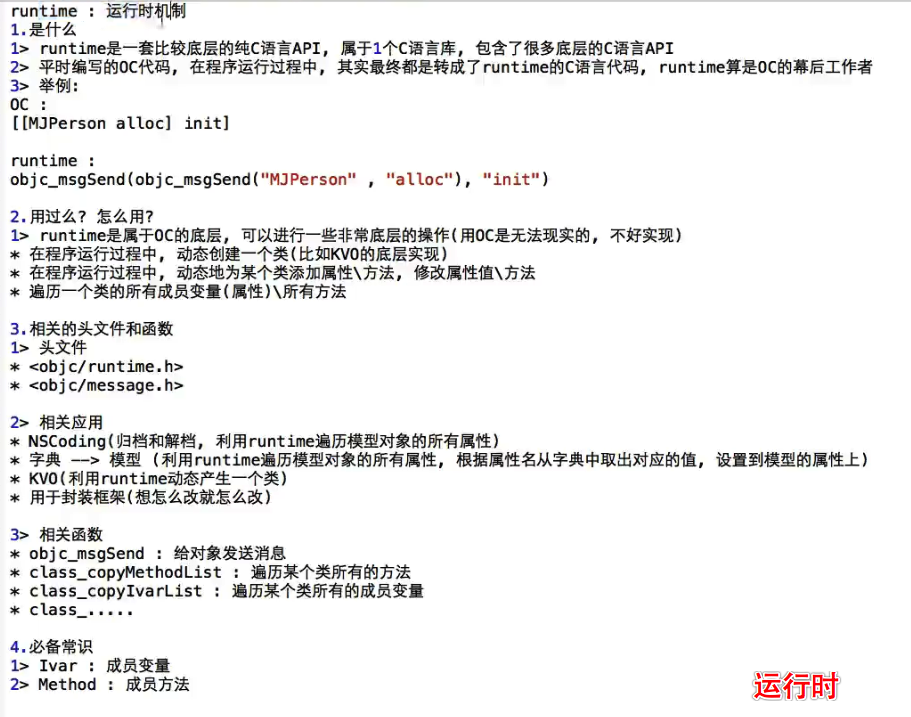 runtime : 运行时机制
1.是什么
1> runtime是一套比较底层的纯C语言API, 属于1个C语言库, 包含了很多底层的C语言API
2> 平时编写的OC代码, 在程序运行过程中, 其实最终都是转成了runtime的C语言代码, runtime算是OC的幕后工作者
3> 举例:
OC :
[[MJPerson alloc] init]
runtime :
objc_msgSend(objc_msgSend("MJPerson" , "alloc"), "init")
2.用过么? 怎么用?
1> runtime是属于OC的底层, 可以进行一些非常底层的操作(用OC是无法现实的, 不好实现)
* 在程序运行过程中, 动态创建一个类(比如KVO的底层实现)
* 在程序运行过程中, 动态地为某个类添加属性\方法, 修改属性值\方法
* 遍历一个类的所有成员变量(属性)\所有方法
3.相关的头文件和函数
1> 头文件
* <objc/runtime.h>
* <objc/message.h>
2> 相关应用
* NSCoding(归档和解档, 利用runtime遍历模型对象的所有属性)
* 字典 --> 模型 (利用runtime遍历模型对象的所有属性, 根据属性名从字典中取出对应的值, 设置到模型的属性上)
* KVO(利用runtime动态产生一个类)
* 用于封装框架(想怎么改就怎么改)
3> 相关函数
* objc_msgSend : 给对象发送消息
* class_copyMethodList : 遍历某个类所有的方法
* class_copyIvarList : 遍历某个类所有的成员变量
* class_.....
4.必备常识
1> Ivar : 成员变量
2> Method : 成员方法
运行时